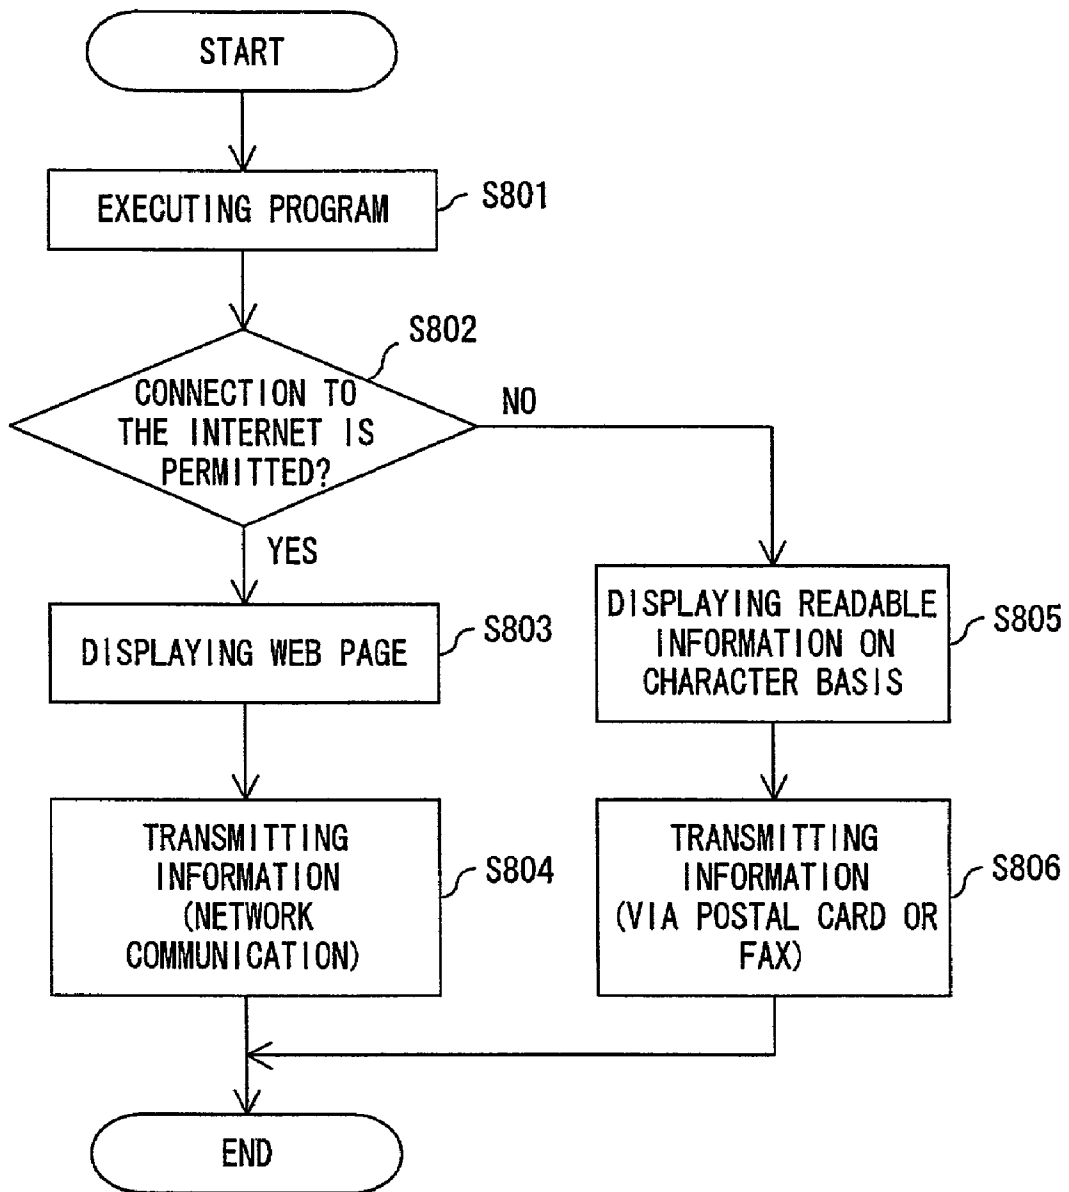 START
EXECUTING PROGRAM
S801
S802
CONNECTION TO
THE INTERNET IS
PERMITTED?
NO
YES
DISPLAYING WEB PAGE
S803
DISPLAYING READABLE
INFORMATION ON
CHARACTER BASIS
S805
TRANSMITTING
INFORMATION
(NETWORK
COMMUNICATION)
S804
TRANSMITTING
INFORMATION
(VIA POSTAL CARD OR
FAX)
S806
END